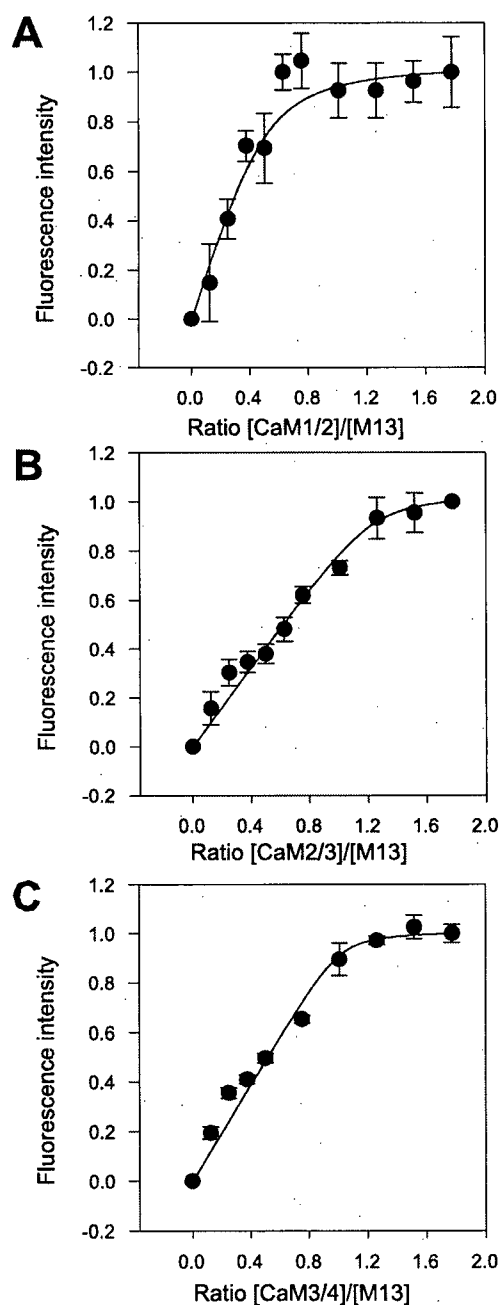 A
Fluorescence intensity
1.2
1.0
0.8
0.6
0.4
0.2
0.0
-0.2
0.0 0.4 0.8 1.2 1.6 2.0
Ratio [CaM1/2]/[M13]
B
Fluorescence intensity
1.2
1.0
0.8
0.6
0.4
0.2
0.0
-0.2
0.0 0.4 0.8 1.2 1.6 2.0
Ratio [CaM2/3]/[M13]
C
Fluorescence intensity
1.2
1.0
0.8
0.6
0.4
0.2
0.0
-0.2
0.0 0.4 0.8 1.2 1.6 2.0
Ratio [CaM3/4]/[M13]